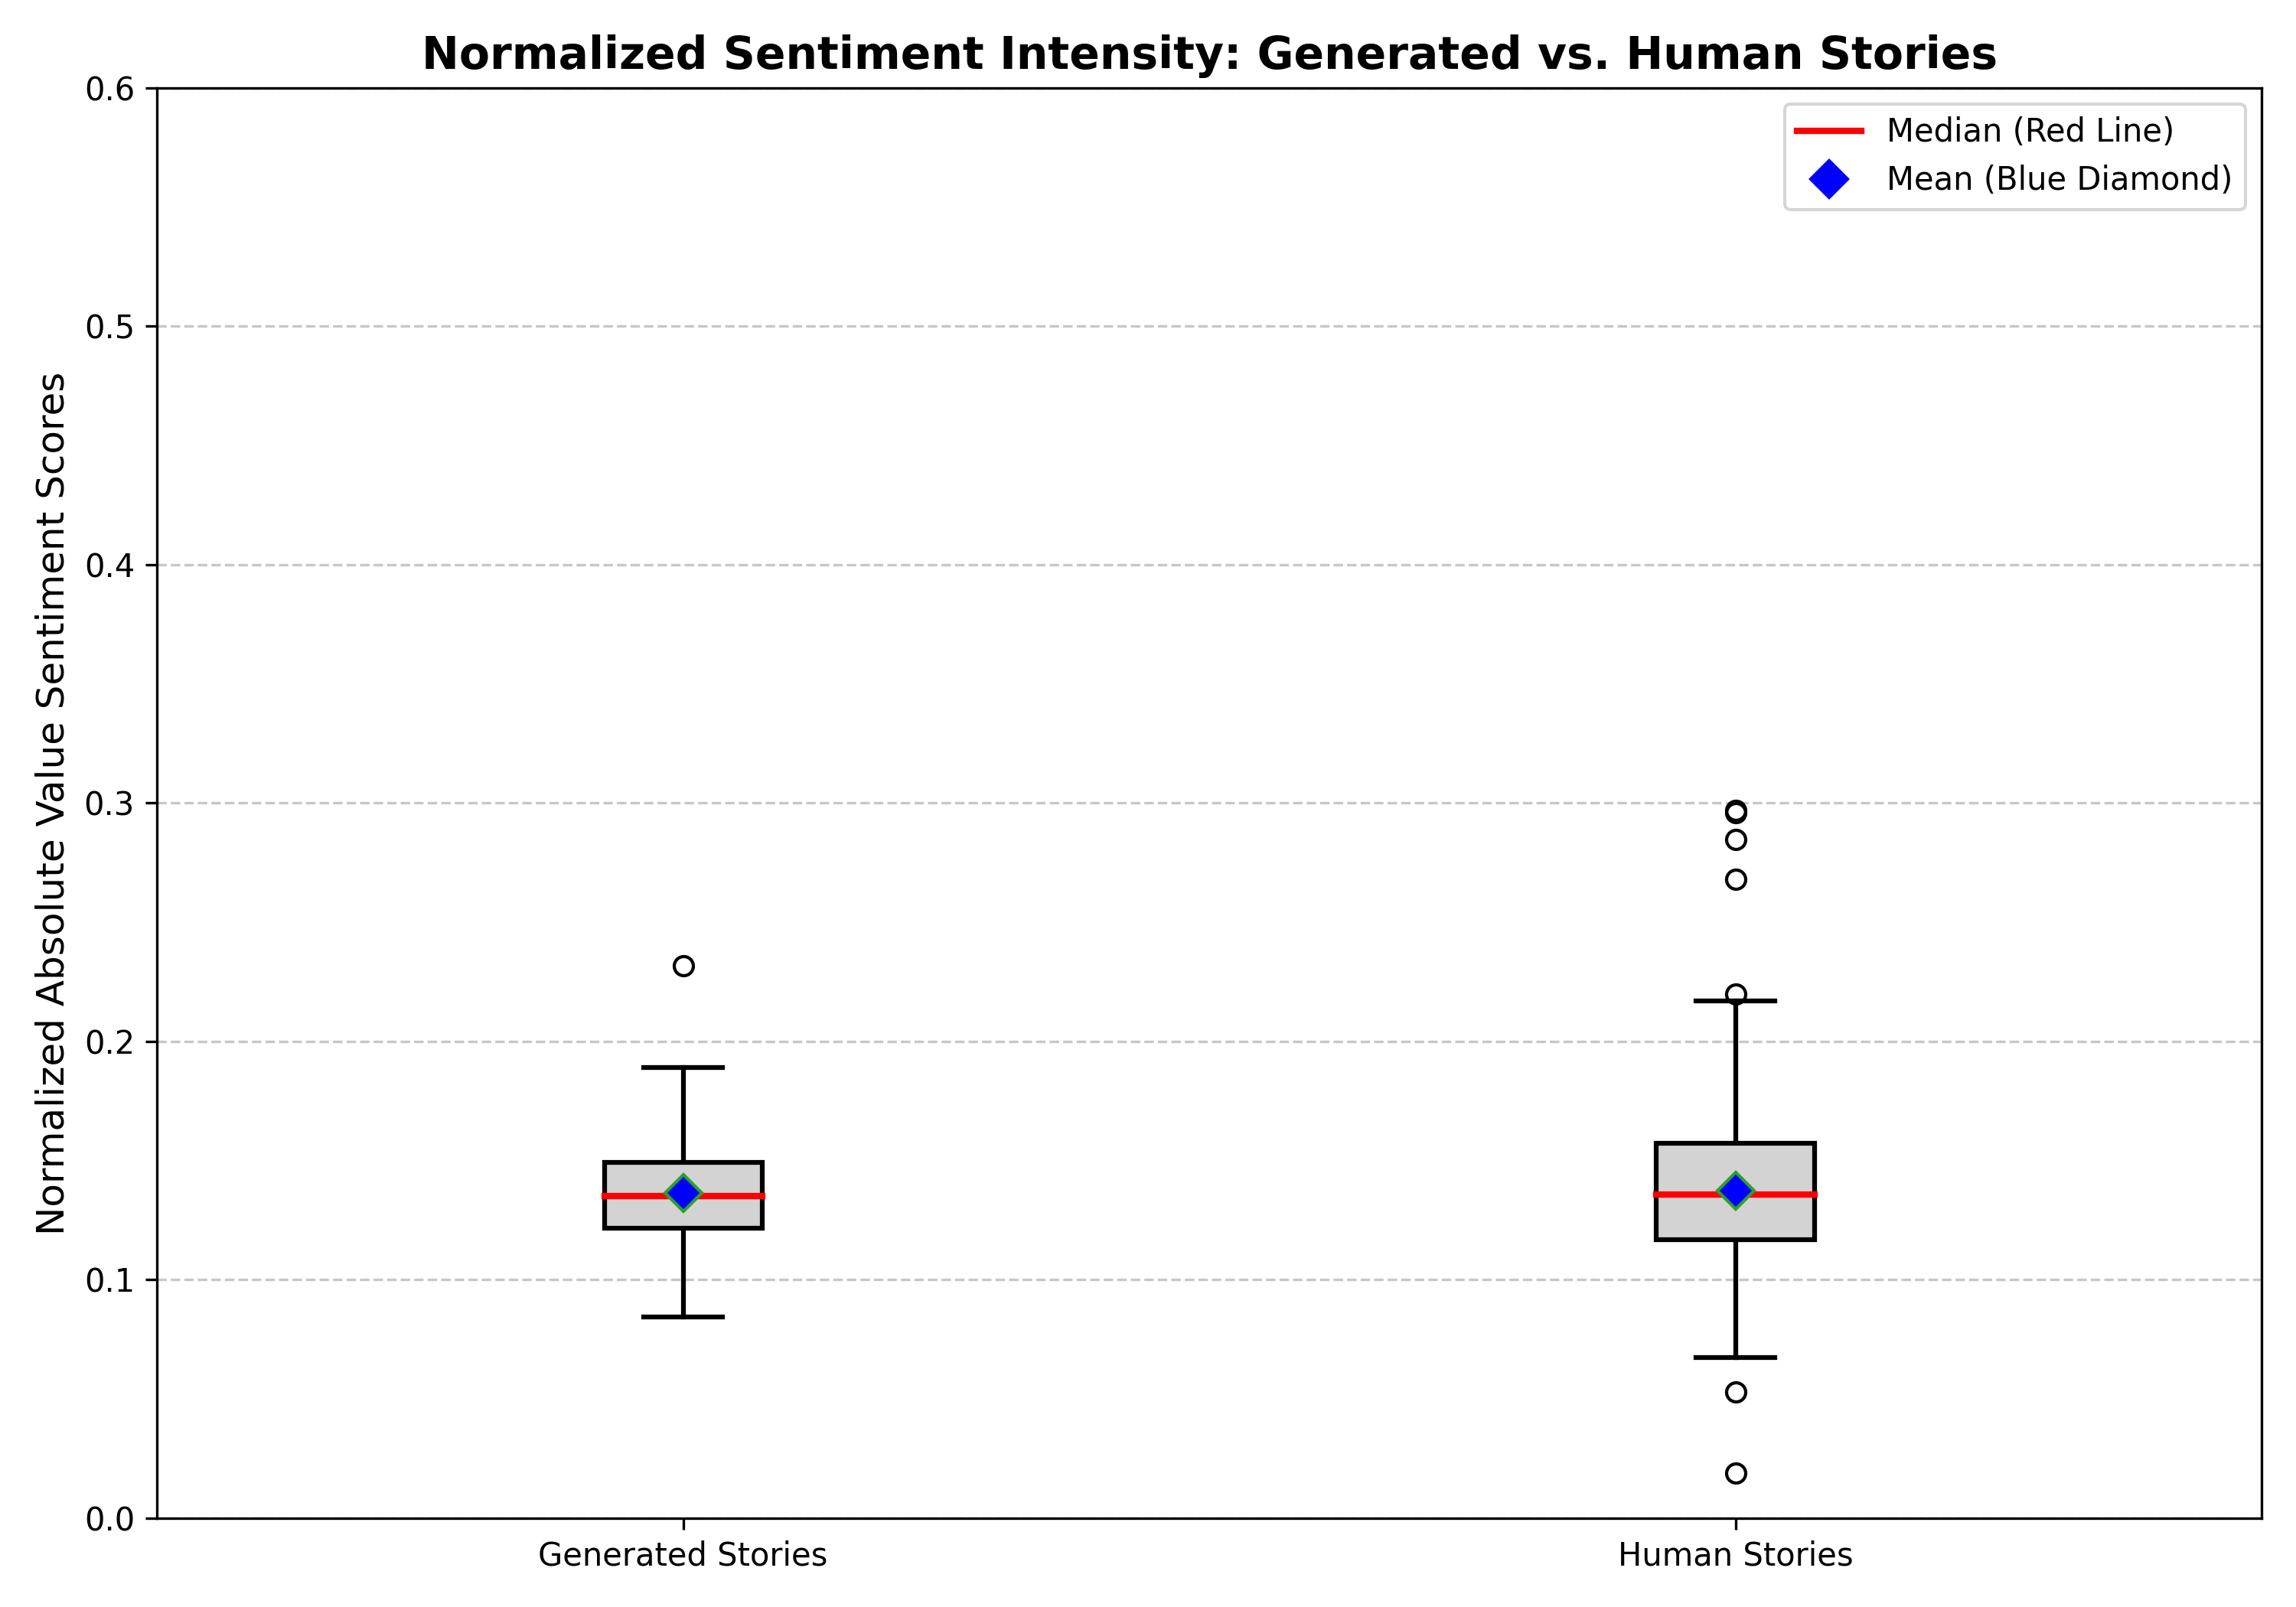 Normalized Sentiment Intensity: Generated vs. Human Stories
Median (Red Line)
Mean (Blue Diamond)
Normalized Absolute Value Sentiment Scores
0.6
0.5
0.4
0.3
0.2
0.1
0.0
Generated Stories
Human Stories